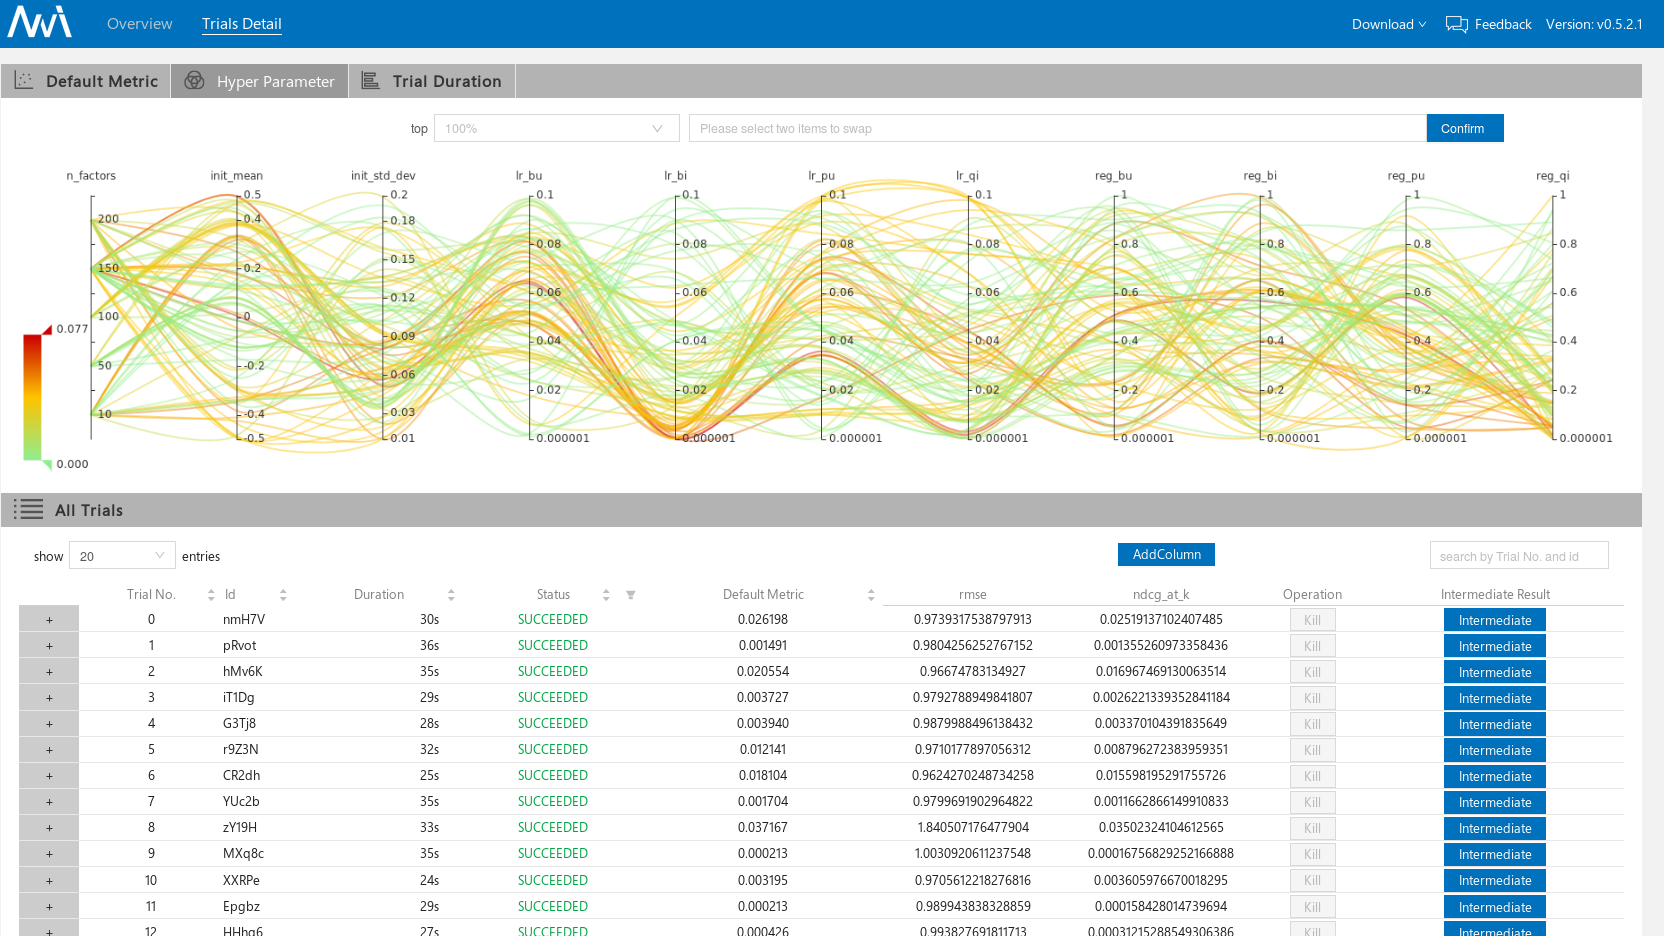 NNI Overview Trials Detail Download Feedback Version: v0.5.2.1
Default Metric Hyper Parameter Trial Duration
top 100% Please select two items to swap Confirm
n_factors init_mean init_std_dev lr_bu lr_bi lr_pu lr_qi reg_bu reg_bi reg_pu reg_qi
200 150 100 50 10
0.5 0.4 0.2 0 -0.2 -0.4 -0.5
0.2 0.18 0.15 0.12 0.09 0.06 0.03 0.01
0.1 0.08 0.06 0.04 0.02 0.000001
0.1 0.08 0.06 0.04 0.02 0.000001
0.1 0.08 0.06 0.04 0.02 0.000001
0.1 0.08 0.06 0.04 0.02 0.000001
1 0.8 0.6 0.4 0.2 0.000001
1 0.8 0.6 0.4 0.2 0.000001
1 0.8 0.6 0.4 0.2 0.000001
1 0.8 0.6 0.4 0.2 0.000001
0.077
0.000
All Trials
show 20 entries AddColumn search by Trial No. and id
Trial No. Id Duration Status Default Metric rmse ndcg_at_k Operation Intermediate Result
+ 0 nmH7V 30s SUCCEEDED 0.026198 0.9739317538797913 0.02519137102407485 Kill Intermediate
+ 1 pRvot 36s SUCCEEDED 0.001491 0.9804256252767152 0.001355260973358436 Kill Intermediate
+ 2 hMv6K 35s SUCCEEDED 0.020554 0.96674783134927 0.016967469130063514 Kill Intermediate
+ 3 iT1Dg 29s SUCCEEDED 0.003727 0.9792788949841807 0.0026221339352841184 Kill Intermediate
+ 4 G3Tj8 28s SUCCEEDED 0.003940 0.9879988496138432 0.003370104391835649 Kill Intermediate
+ 5 r9Z3N 32s SUCCEEDED 0.012141 0.9710177897056312 0.008796272383959351 Kill Intermediate
+ 6 CR2dh 25s SUCCEEDED 0.018104 0.9624270248734258 0.015598195291755726 Kill Intermediate
+ 7 YUc2b 35s SUCCEEDED 0.001704 0.9799691902964822 0.0011662866149910833 Kill Intermediate
+ 8 zY19H 33s SUCCEEDED 0.037167 1.840507176477904 0.03502324104612565 Kill Intermediate
+ 9 MXq8c 35s SUCCEEDED 0.000213 1.0030920611237548 0.00016756829252166888 Kill Intermediate
+ 10 XXRPe 24s SUCCEEDED 0.003195 0.9705612218276816 0.003605976670018295 Kill Intermediate
+ 11 Epgbz 29s SUCCEEDED 0.000213 0.989943838328859 0.000158428014739694 Kill Intermediate
+ 12 HHhq6 27s SUCCEEDED 0.000426 0.993827691811713 0.00031215288549306386 Kill Intermediate